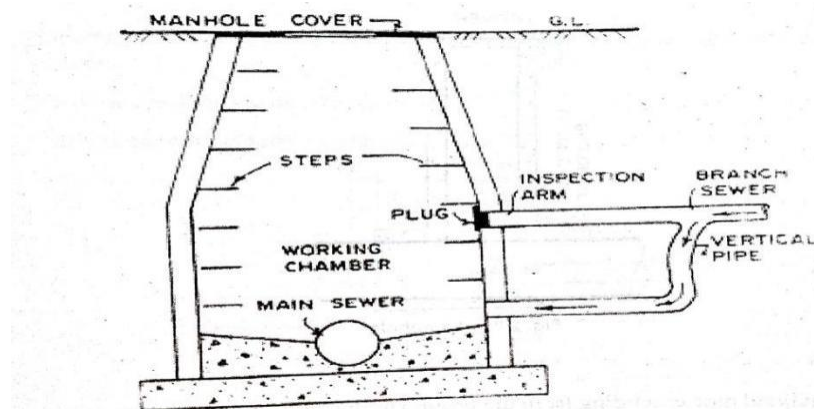 MANHOLE COVER
G.L.
STEPS
INSPECTION
ARM
BRANCH
SEWER
PLUG
VERTICAL
PIPE
WORKING
CHAMBER
MAIN SEWER